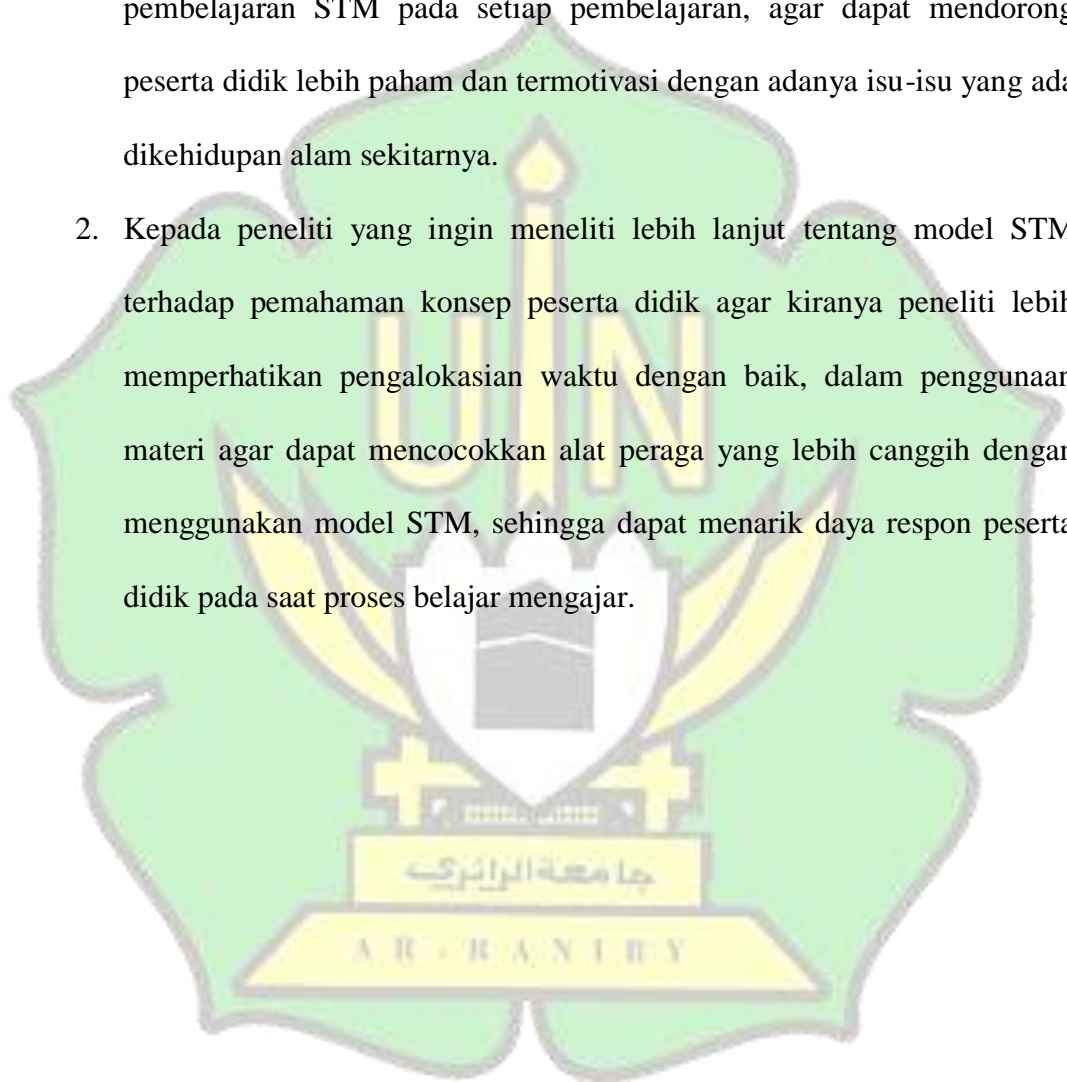 pembelajaran STM pada setiap pembelajaran, agar dapat mendorong
peserta didik lebih paham dan termotivasi dengan adanya isu-isu yang ada
dikehidupan alam sekitarnya.
2. Kepada peneliti yang ingin meneliti lebih lanjut tentang model STM
terhadap pemahaman konsep peserta didik agar kiranya peneliti lebih
memperhatikan pengalokasian waktu dengan baik, dalam penggunaan
materi agar dapat mencocokkan alat peraga yang lebih canggih dengan
menggunakan model STM, sehingga dapat menarik daya respon peserta
didik pada saat proses belajar mengajar.
UIN
جامعة الرانري
AR - RANIRY